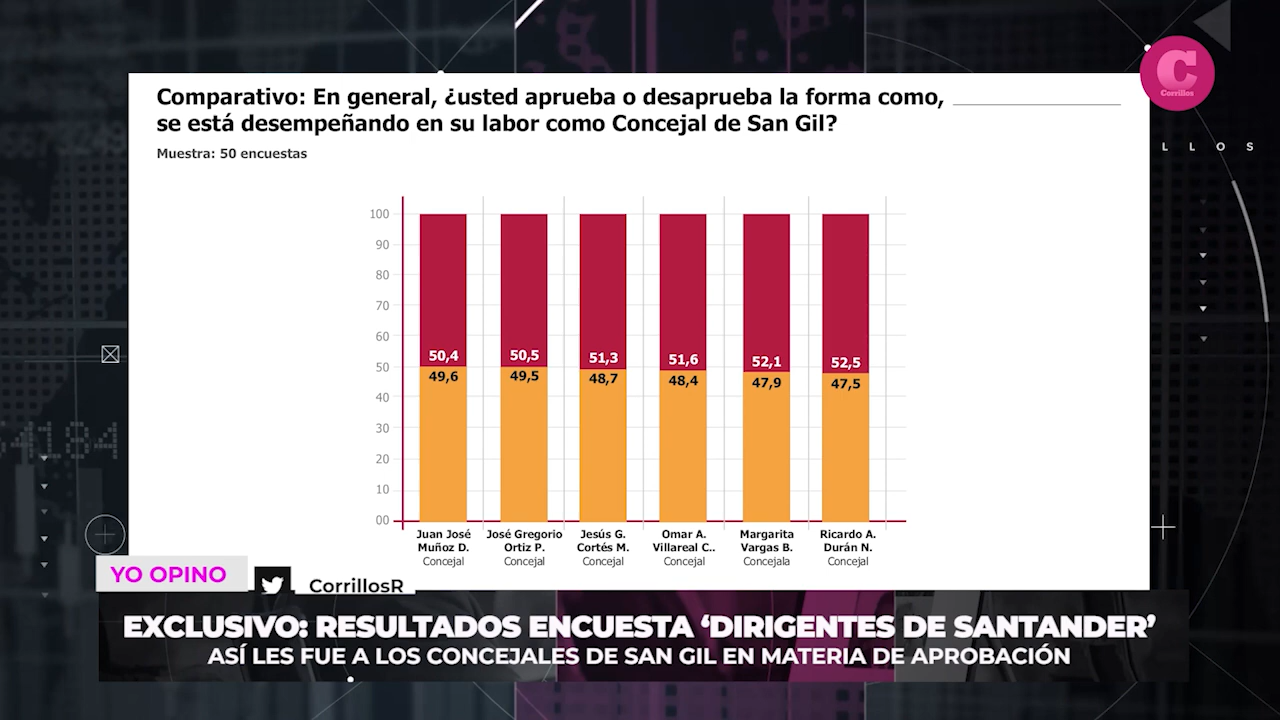 Comparativo: En general, ¿usted aprueba o desaprueba la forma como, ____________________
se está desempeñando en su labor como Concejal de San Gil?
Muestra: 50 encuestas
C
Corrillos
L L O S
100
90
80
70
60
50
40
30
20
10
00
50,4 50,5 51,3 51,6 52,1 52,5
49,6 49,5 48,7 48,4 47,9 47,5
Juan José José Gregorio Jesús G. Omar A. Margarita Ricardo A.
Muñoz D. Ortiz P. Cortés M. Villareal C.. Vargas B. Durán N.
Concejal Concejal Concejal Concejal Concejala Concejal
YO OPINO
CorrillosR
EXCLUSIVO: RESULTADOS ENCUESTA ‘DIRIGENTES DE SANTANDER’
ASÍ LES FUE A LOS CONCEJALES DE SAN GIL EN MATERIA DE APROBACIÓN